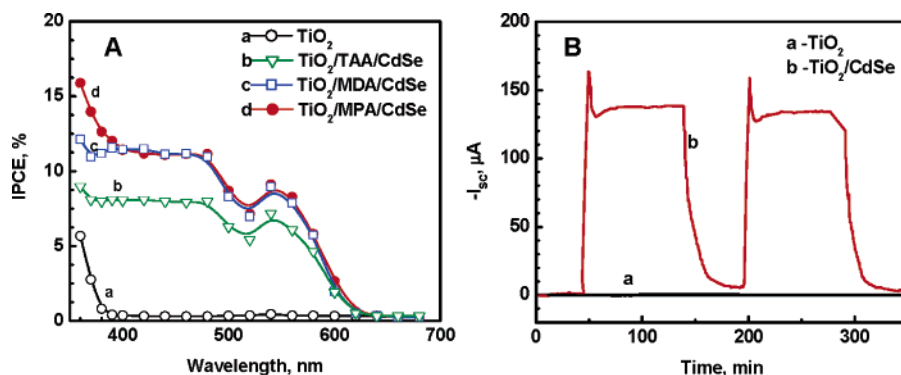 A
a TiO2
b TiO2/TAA/CdSe
c TiO2/MDA/CdSe
d TiO2/MPA/CdSe
d
c
b
a
IPCE, %
15
10
5
0
400
500
600
700
Wavelength, nm
B
a -TiO2
b -TiO2/CdSe
b
a
-Isc, µA
200
150
100
50
0
0
100
200
300
Time, min